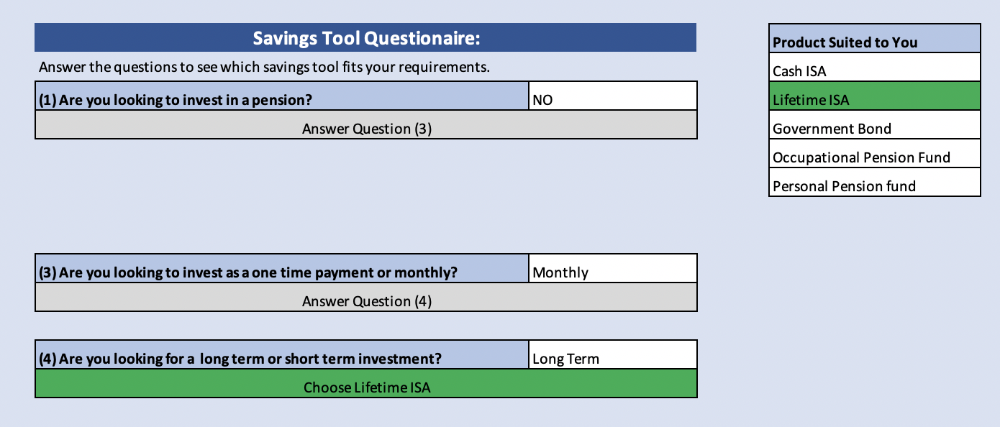 Savings Tool Questionaire:
Answer the questions to see which savings tool fits your requirements.
(1) Are you looking to invest in a pension? NO
Answer Question (3)
(3) Are you looking to invest as a one time payment or monthly? Monthly
Answer Question (4)
(4) Are you looking for a long term or short term investment? Long Term
Choose Lifetime ISA
Product Suited to You
Cash ISA
Lifetime ISA
Government Bond
Occupational Pension Fund
Personal Pension fund